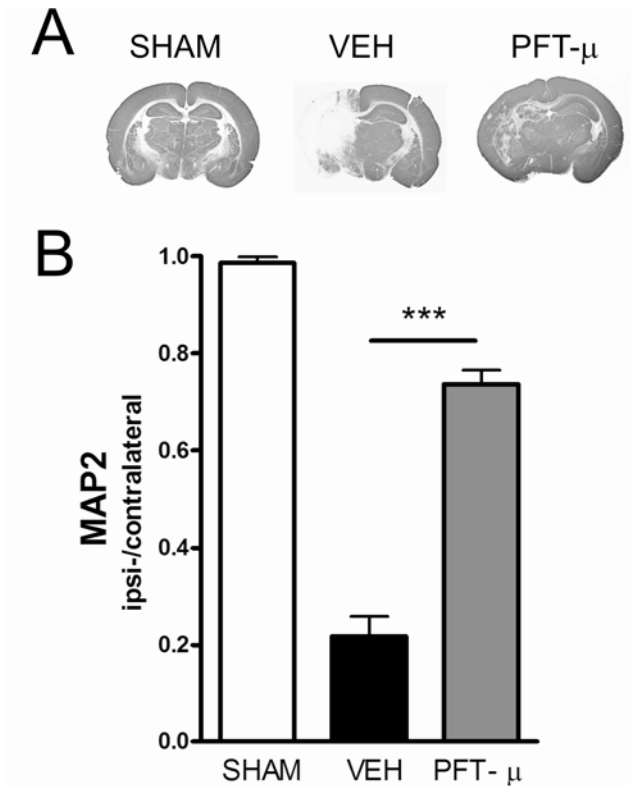 A
SHAM VEH PFT-μ
B
***
MAP2
ipsi-/contralateral
1.0
0.8
0.6
0.4
0.2
0.0
SHAM VEH PFT- μ